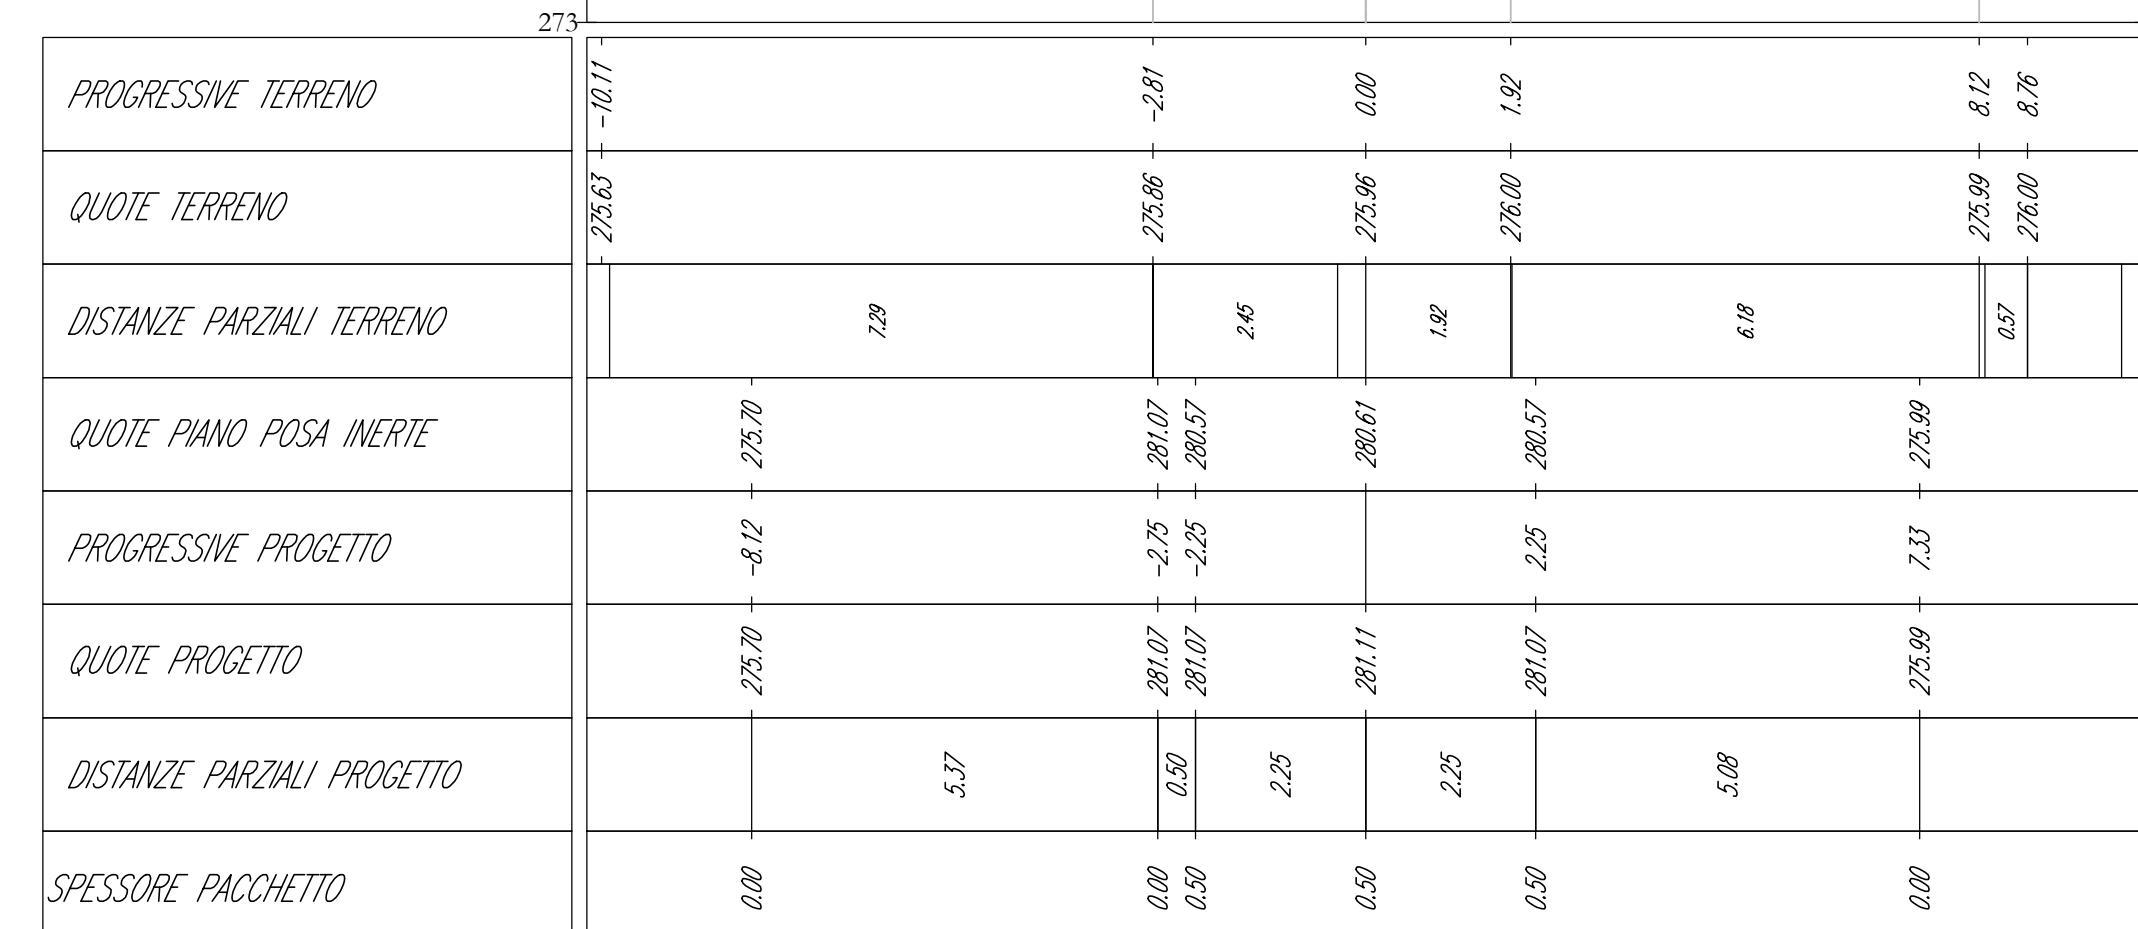 273
PROGRESSIVE TERRENO -10.11 -2.81 0.00 1.92 8.12 8.76
QUOTE TERRENO 275.63 275.86 275.96 276.00 275.99 276.00
DISTANZE PARZIALI TERRENO 7.29 2.45 1.92 6.18 0.57
QUOTE PIANO POSA INERTE 275.70 281.07 280.57 280.61 280.57 275.99
PROGRESSIVE PROGETTO -8.12 -2.75 -2.25 2.25 7.33
QUOTE PROGETTO 275.70 281.07 281.07 281.11 281.07 275.99
DISTANZE PARZIALI PROGETTO 5.37 0.50 2.25 2.25 5.08
SPESSORE PACCHETTO 0.00 0.00 0.50 0.50 0.50 0.00